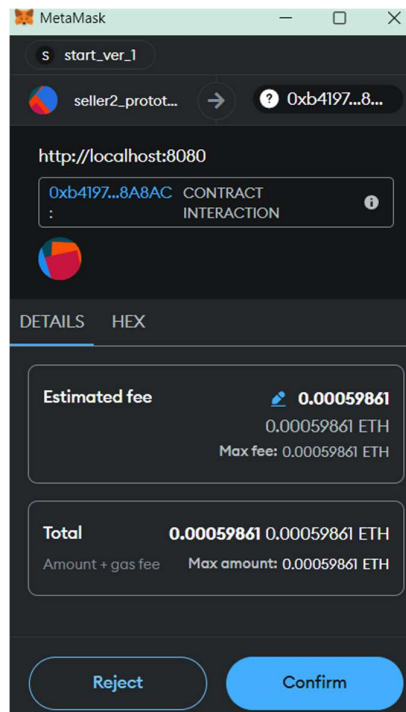 MetaMask
S start_ver_1
seller2_protot... ? 0xb4197...8...
http://localhost:8080
0xb4197...8A8AC CONTRACT
: INTERACTION
DETAILS HEX
Estimated fee 0.00059861
0.00059861 ETH
Max fee: 0.00059861 ETH
Total 0.00059861 0.00059861 ETH
Amount + gas fee Max amount: 0.00059861 ETH
Reject Confirm